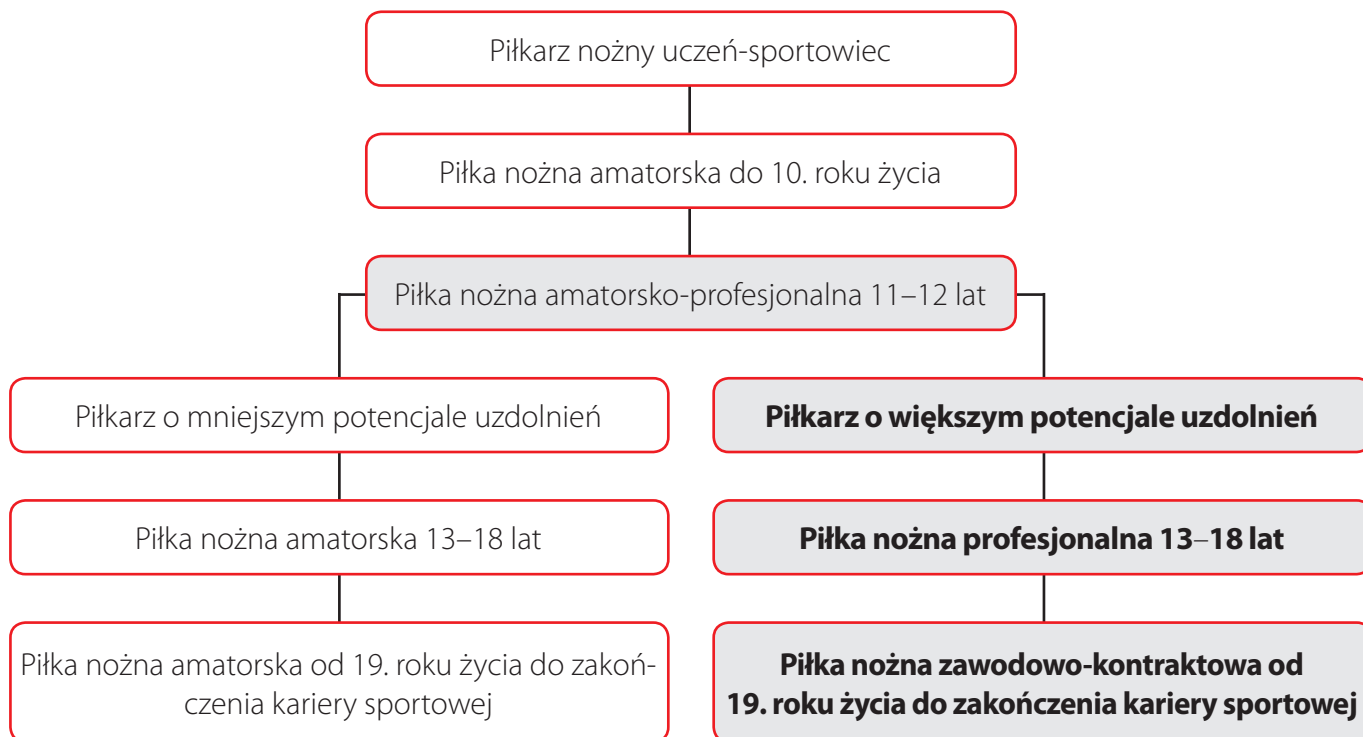 Piłkarz nożny uczeń-sportowiec
Piłka nożna amatorska do 10. roku życia
Piłka nożna amatorsko-profesjonalna 11–12 lat
Piłkarz o mniejszym potencjale uzdolnień
Piłkarz o większym potencjale uzdolnień
Piłka nożna amatorska 13–18 lat
Piłka nożna profesjonalna 13–18 lat
Piłka nożna amatorska od 19. roku życia do zakoń-
czenia kariery sportowej
Piłka nożna zawodowo-kontraktowa od
19. roku życia do zakończenia kariery sportowej